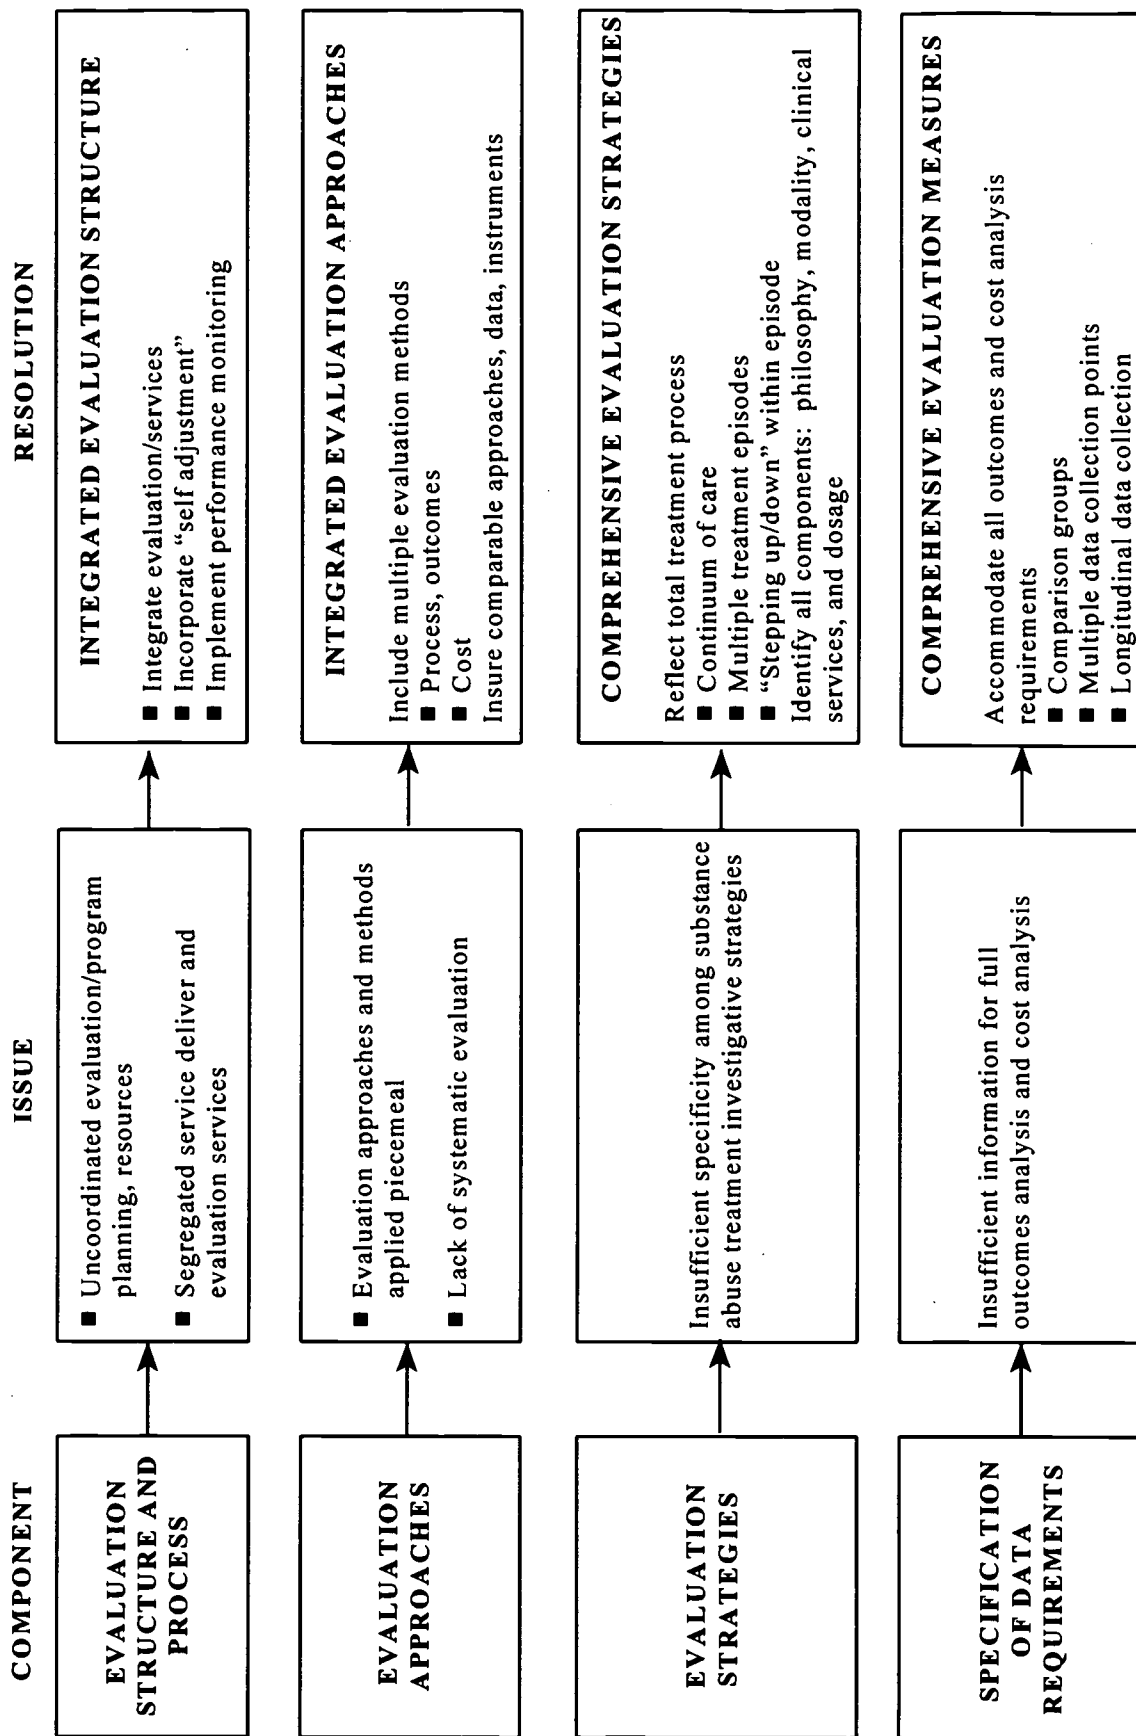 COMPONENT
ISSUE
RESOLUTION
EVALUATION
STRUCTURE AND
PROCESS
■ Uncoordinated evaluation/program
planning, resources
■ Segregated service deliver and
evaluation services
INTEGRATED EVALUATION STRUCTURE
■ Integrate evaluation/services
■ Incorporate “self adjustment”
■ Implement performance monitoring
EVALUATION
APPROACHES
■ Evaluation approaches and methods
applied piecemeal
■ Lack of systematic evaluation
INTEGRATED EVALUATION APPROACHES
Include multiple evaluation methods
■ Process, outcomes
■ Cost
Insure comparable approaches, data, instruments
EVALUATION
STRATEGIES
Insufficient specificity among substance
abuse treatment investigative strategies
COMPREHENSIVE EVALUATION STRATEGIES
Reflect total treatment process
■ Continuum of care
■ Multiple treatment episodes
■ “Stepping up/down” within episode
Identify all components: philosophy, modality, clinical
services, and dosage
SPECIFICATION
OF DATA
REQUIREMENTS
Insufficient information for full
outcomes analysis and cost analysis
COMPREHENSIVE EVALUATION MEASURES
Accommodate all outcomes and cost analysis
requirements
■ Comparison groups
■ Multiple data collection points
■ Longitudinal data collection